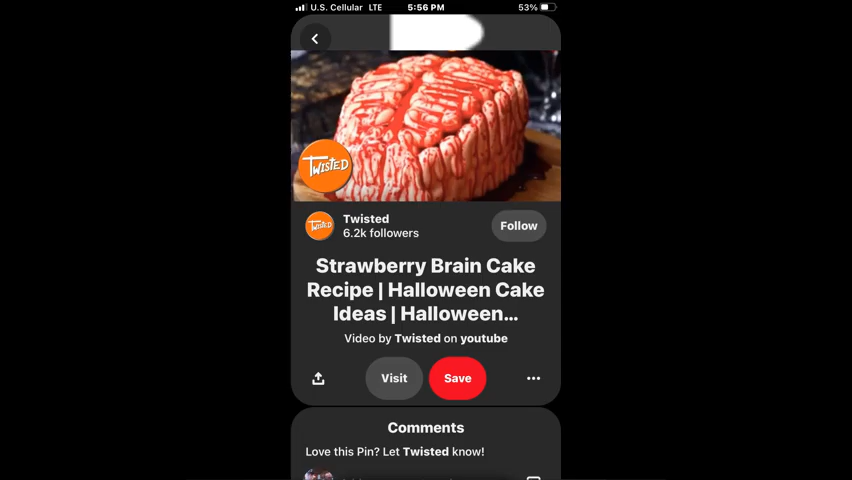 U.S. Cellular LTE 5:56 PM 53%
TWISTED
TWISTED
Twisted
6.2k followers
Follow
Strawberry Brain Cake
Recipe | Halloween Cake
Ideas | Halloween...
Video by Twisted on youtube
Visit
Save
Comments
Love this Pin? Let Twisted know!